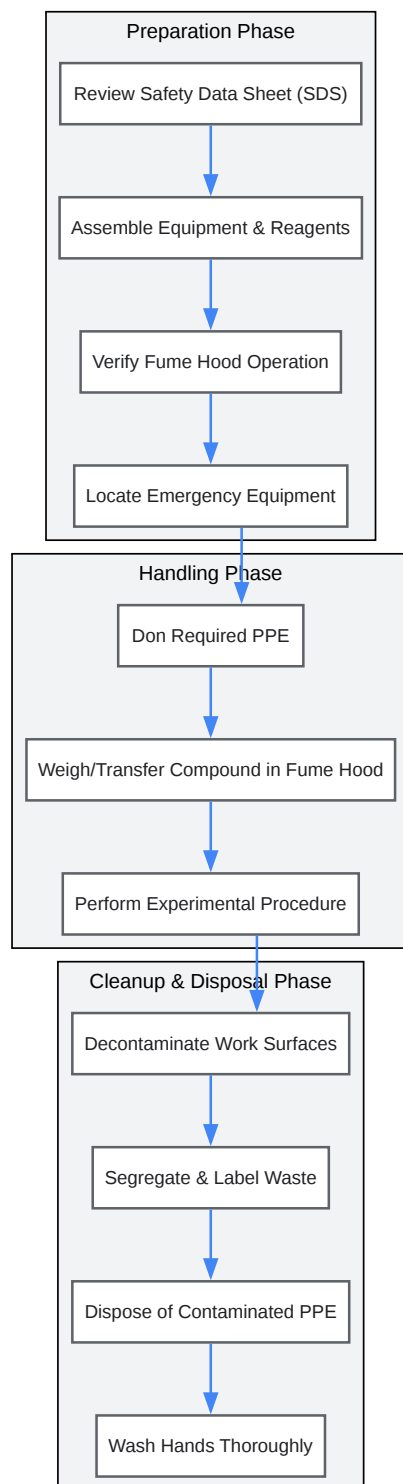 Preparation Phase
Review Safety Data Sheet (SDS)
Assemble Equipment & Reagents
Verify Fume Hood Operation
Locate Emergency Equipment
Handling Phase
Don Required PPE
Weigh/Transfer Compound in Fume Hood
Perform Experimental Procedure
Cleanup & Disposal Phase
Decontaminate Work Surfaces
Segregate & Label Waste
Dispose of Contaminated PPE
Wash Hands Thoroughly